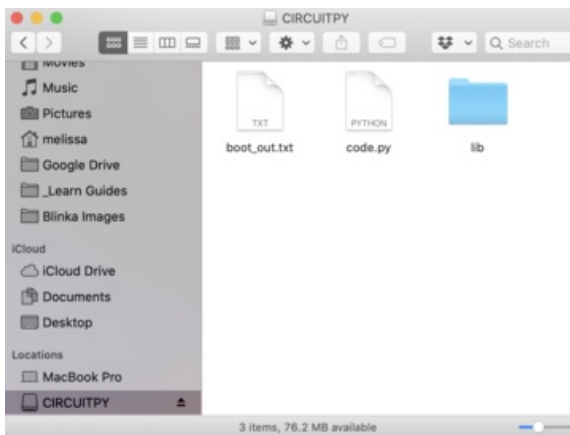 CIRCUITPY
Search
Movies
Music
Pictures
melissa
Google Drive
_Learn Guides
Blinka Images
iCloud
iCloud Drive
Documents
Desktop
Locations
MacBook Pro
CIRCUITPY
TXT
boot_out.txt
PYTHON
code.py
lib
3 items, 76.2 MB available